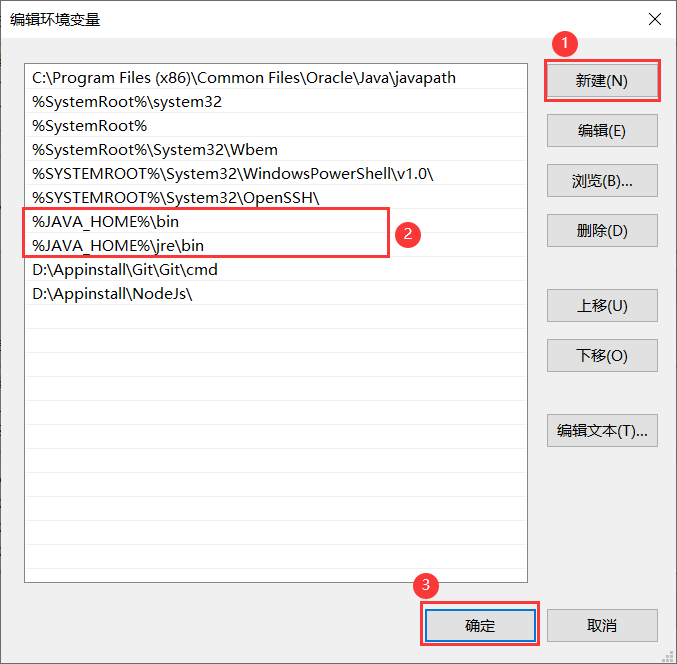 编辑环境变量
1
C:\Program Files (x86)\Common Files\Oracle\Java\javapath
新建(N)
%SystemRoot%\system32
%SystemRoot%
编辑(E)
%SystemRoot%\System32\Wbem
%SYSTEMROOT%\System32\WindowsPowerShell\v1.0\
浏览(B)...
%SYSTEMROOT%\System32\OpenSSH\
%JAVA_HOME%\bin
删除(D)
2
%JAVA_HOME%\jre\bin
D:\Appinstall\Git\Git\cmd
D:\Appinstall\NodeJs\
上移(U)
下移(O)
编辑文本(T)...
3
确定
取消